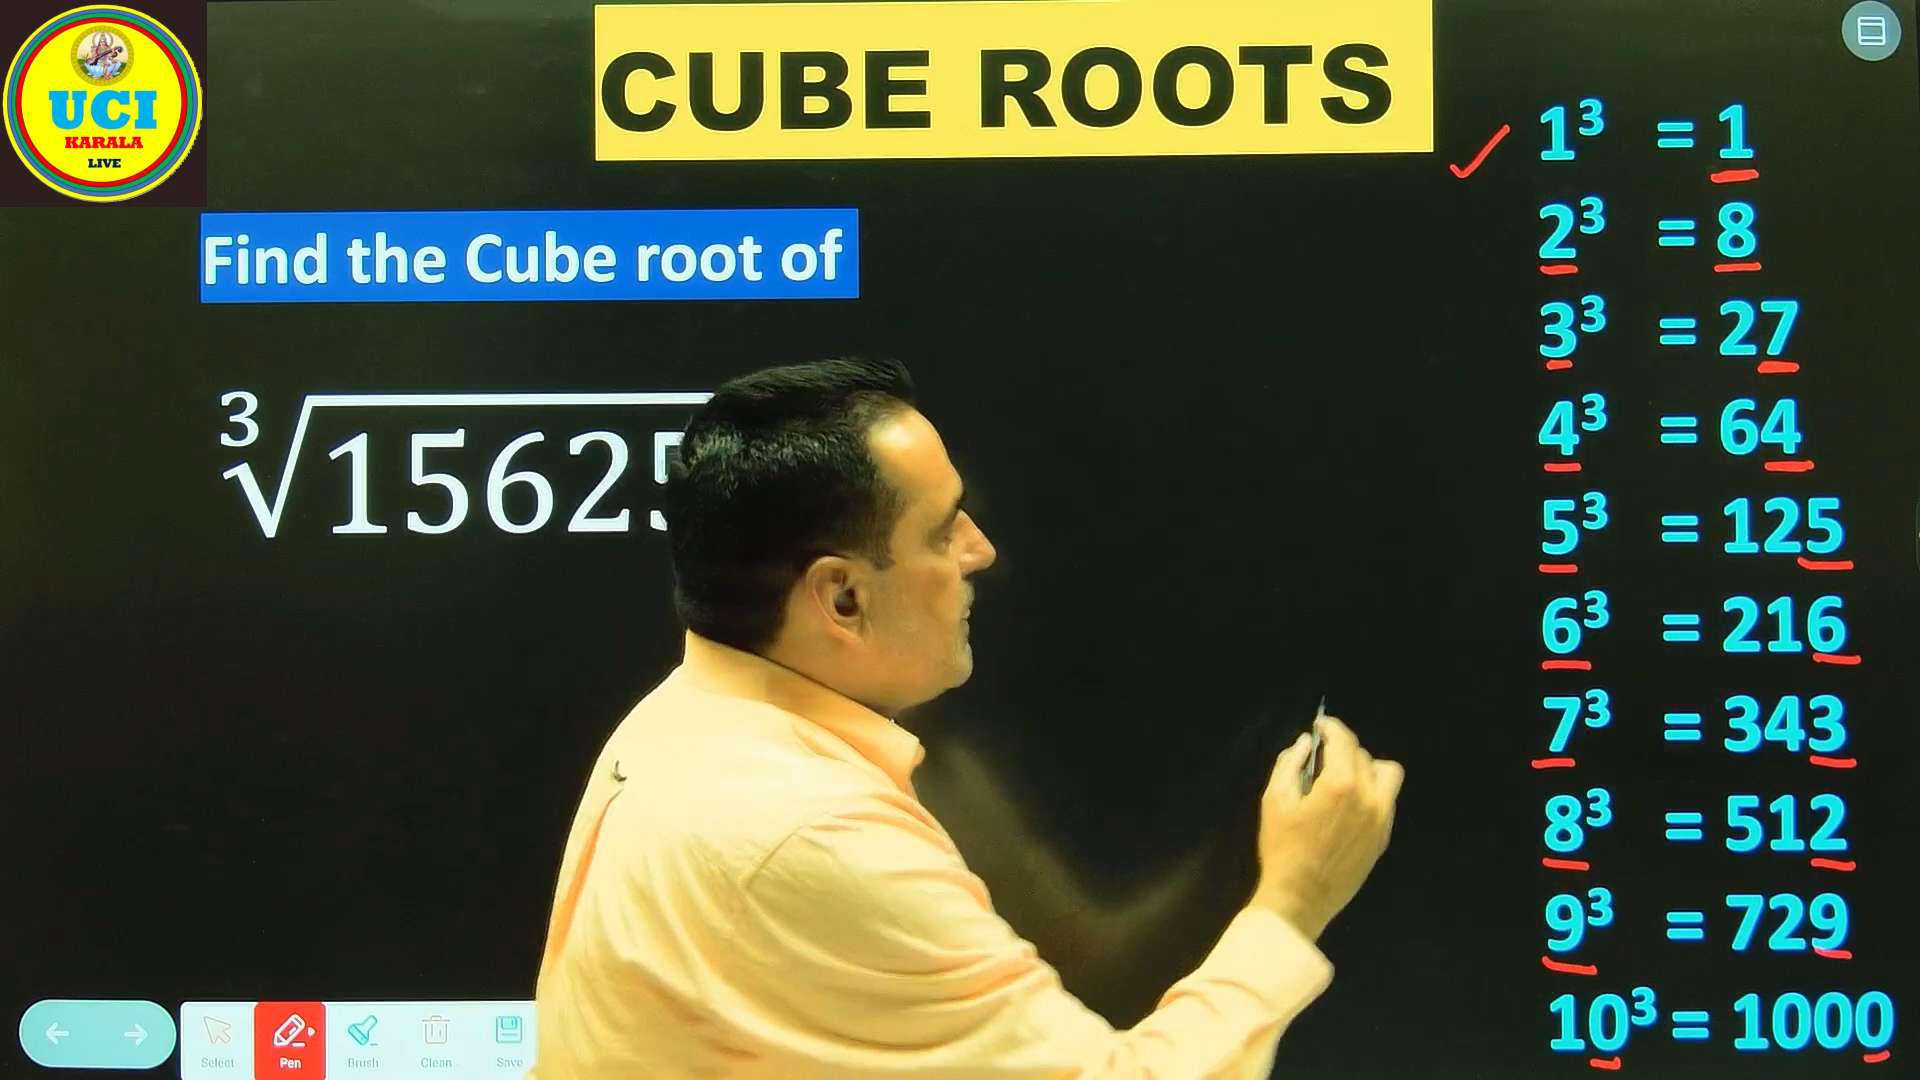 UCI
KARALA
LIVE
CUBE ROOTS
Find the Cube root of
³√15625
1³ = 1
2³ = 8
3³ = 27
4³ = 64
5³ = 125
6³ = 216
7³ = 343
8³ = 512
9³ = 729
10³ = 1000
Select
Pen
Brush
Clean
Save